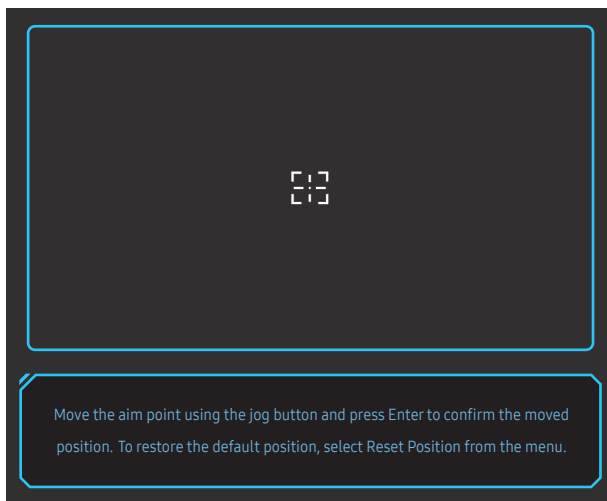 Move the aim point using the jog button and press Enter to confirm the moved
position. To restore the default position, select Reset Position from the menu.